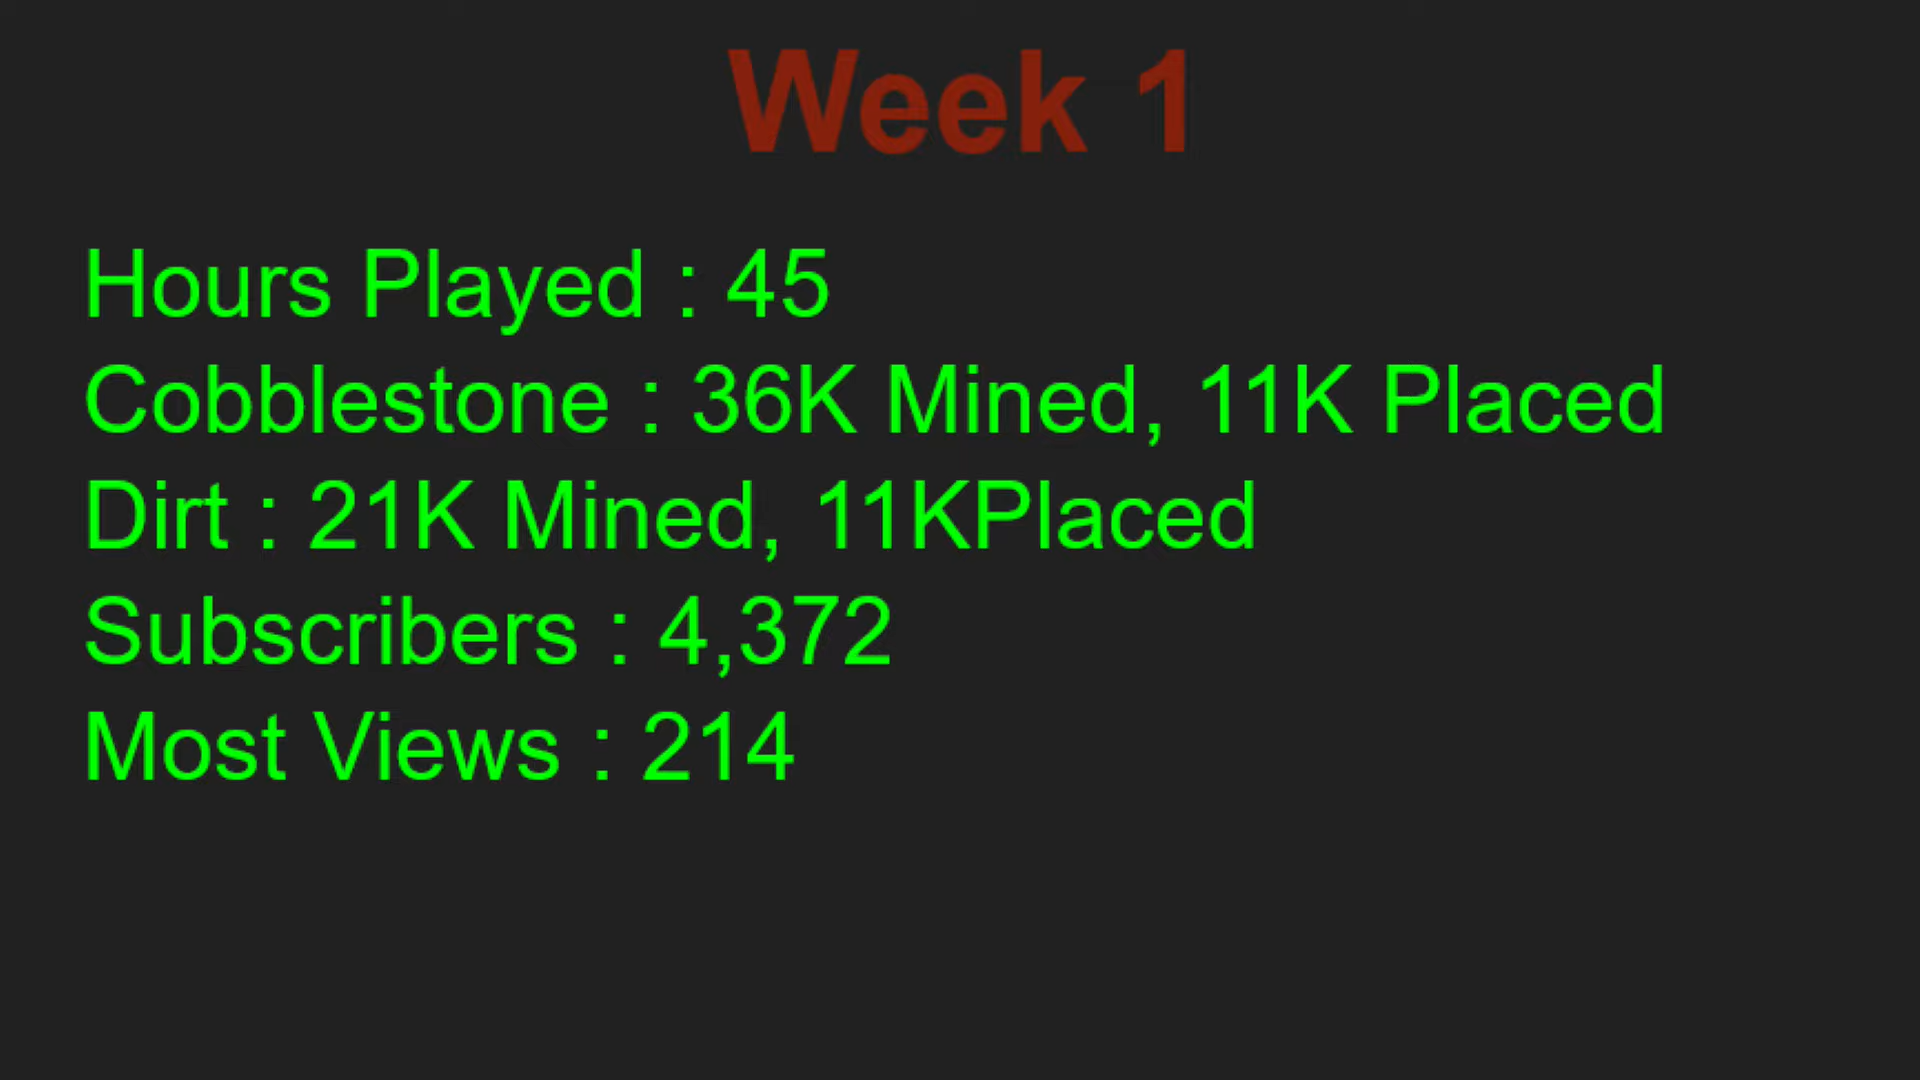 Week 1
Hours Played : 45
Cobblestone : 36K Mined, 11K Placed
Dirt : 21K Mined, 11KPlaced
Subscribers : 4,372
Most Views : 214